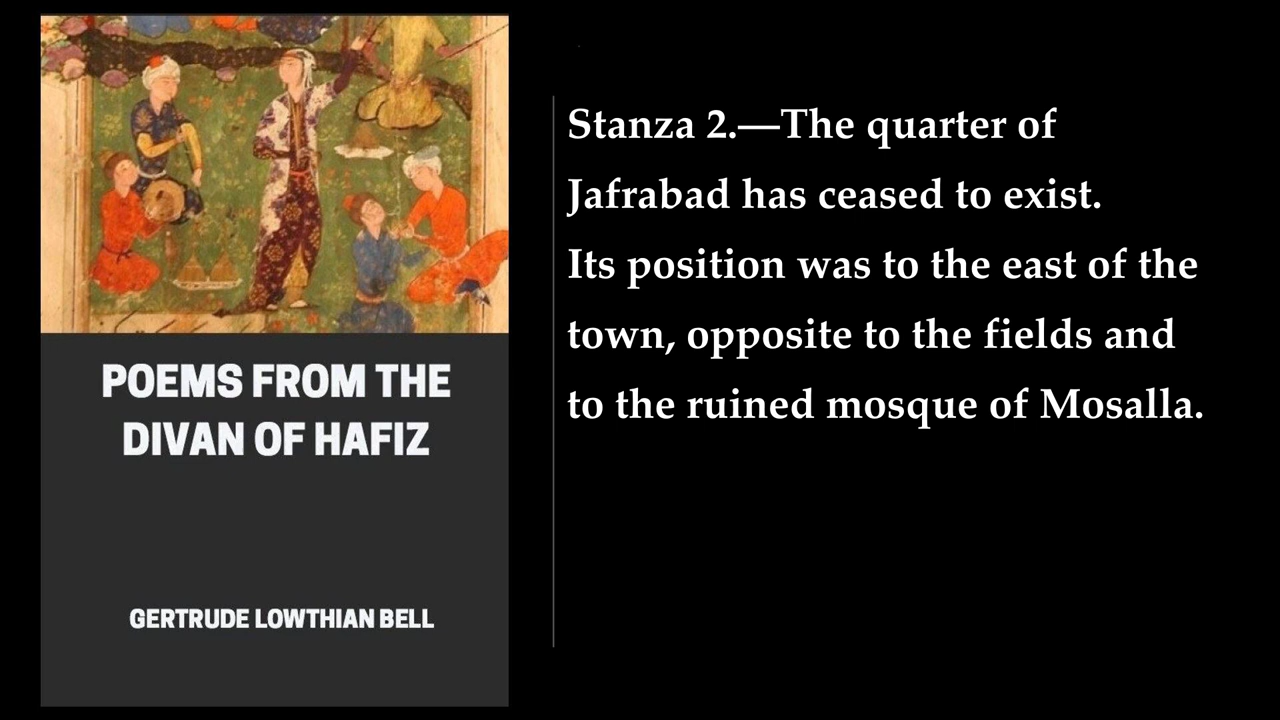 POEMS FROM THE
DIVAN OF HAFIZ
GERTRUDE LOWTHIAN BELL
Stanza 2.—The quarter of
Jafrabad has ceased to exist.
Its position was to the east of the
town, opposite to the fields and
to the ruined mosque of Mosalla.